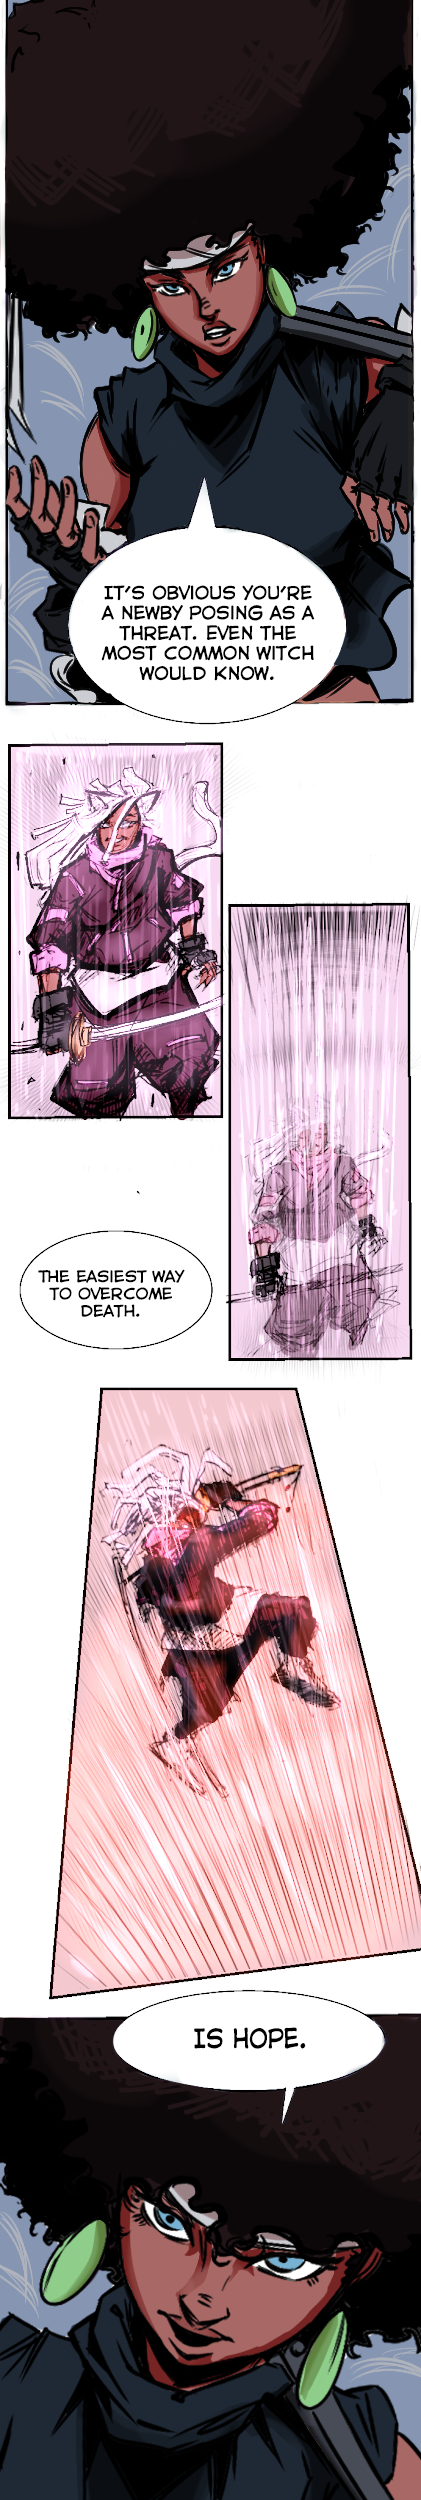 IT'S OBVIOUS YOU'RE
A NEWBY POSING AS A
THREAT. EVEN THE
MOST COMMON WITCH
WOULD KNOW.
THE EASIEST WAY
TO OVERCOME
DEATH.
IS HOPE.